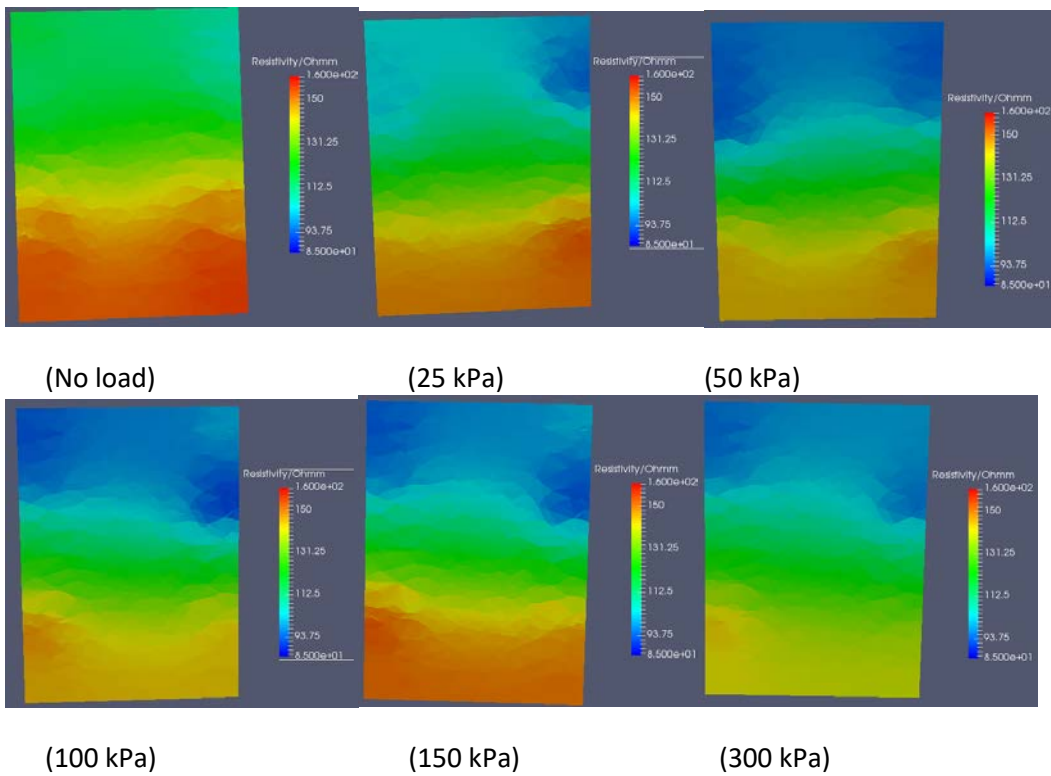 Resistivity/Ohmm
1.600e+02
150
131.25
112.5
93.75
8.500e+01
Resistivity/Ohmm
1.600e+02
150
131.25
112.5
93.75
8.500e+01
Resistivity/Ohmm
1.600e+02
150
131.25
112.5
93.75
8.500e+01
(No load)
(25 kPa)
(50 kPa)
Resistivity/Ohmm
1.600e+02
150
131.25
112.5
93.75
8.500e+01
Resistivity/Ohmm
1.600e+02
150
131.25
112.5
93.75
8.500e+01
Resistivity/Ohmm
1.600e+02
150
131.25
112.5
93.75
8.500e+01
(100 kPa)
(150 kPa)
(300 kPa)